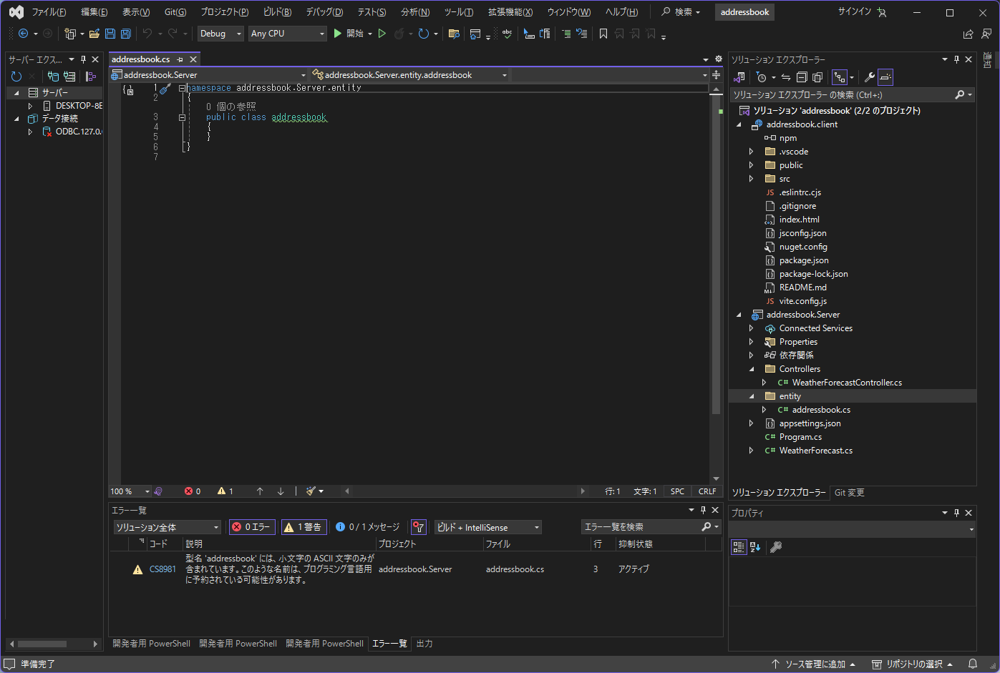 ファイル(F) 編集(E) 表示(V) Git(G) プロジェクト(P) ビルド(B) デバッグ(D) テスト(S) 分析(N) ツール(T) 拡張機能(X) ウィンドウ(W) ヘルプ(H) 検索 addressbook サインイン
Debug Any CPU 開始
サーバー エクス...
サーバー
DESKTOP-8E
データ接続
ODBC.127.0.
addressbook.cs
addressbook.Server addressbook.Server.entity.addressbook
1 namespace addressbook.Server.entity
2 {
0 個の参照
3 public class addressbook
4 {
5 }
6 }
7
100 % 0 1 行: 1 文字: 1 SPC CRLF
エラー一覧
ソリューション全体 0 エラー 1 警告 0 / 1 メッセージ ビルド + IntelliSense エラー一覧を検索
コード 説明 プロジェクト ファイル 行 抑制状態
CS8981 型名 'addressbook' には、小文字の ASCII 文字のみが
含まれています。このような名前は、プログラミング言語用 addressbook.Server addressbook.cs 3 アクティブ
に予約されている可能性があります。
開発者用 PowerShell 開発者用 PowerShell 開発者用 PowerShell エラー一覧 出力
ソリューション エクスプローラー
ソリューション エクスプローラー の検索 (Ctrl+:)
ソリューション 'addressbook' (2/2 のプロジェクト)
addressbook.client
npm
.vscode
public
src
JS .eslintrc.cjs
.gitignore
index.html
jsconfig.json
nuget.config
package.json
package-lock.json
README.md
JS vite.config.js
addressbook.Server
Connected Services
Properties
依存関係
Controllers
C# WeatherForecastController.cs
entity
C# addressbook.cs
appsettings.json
C# Program.cs
C# WeatherForecast.cs
ソリューション エクスプローラー Git 変更
プロパティ
通知
準備完了 ソース管理に追加 リポジトリの選択